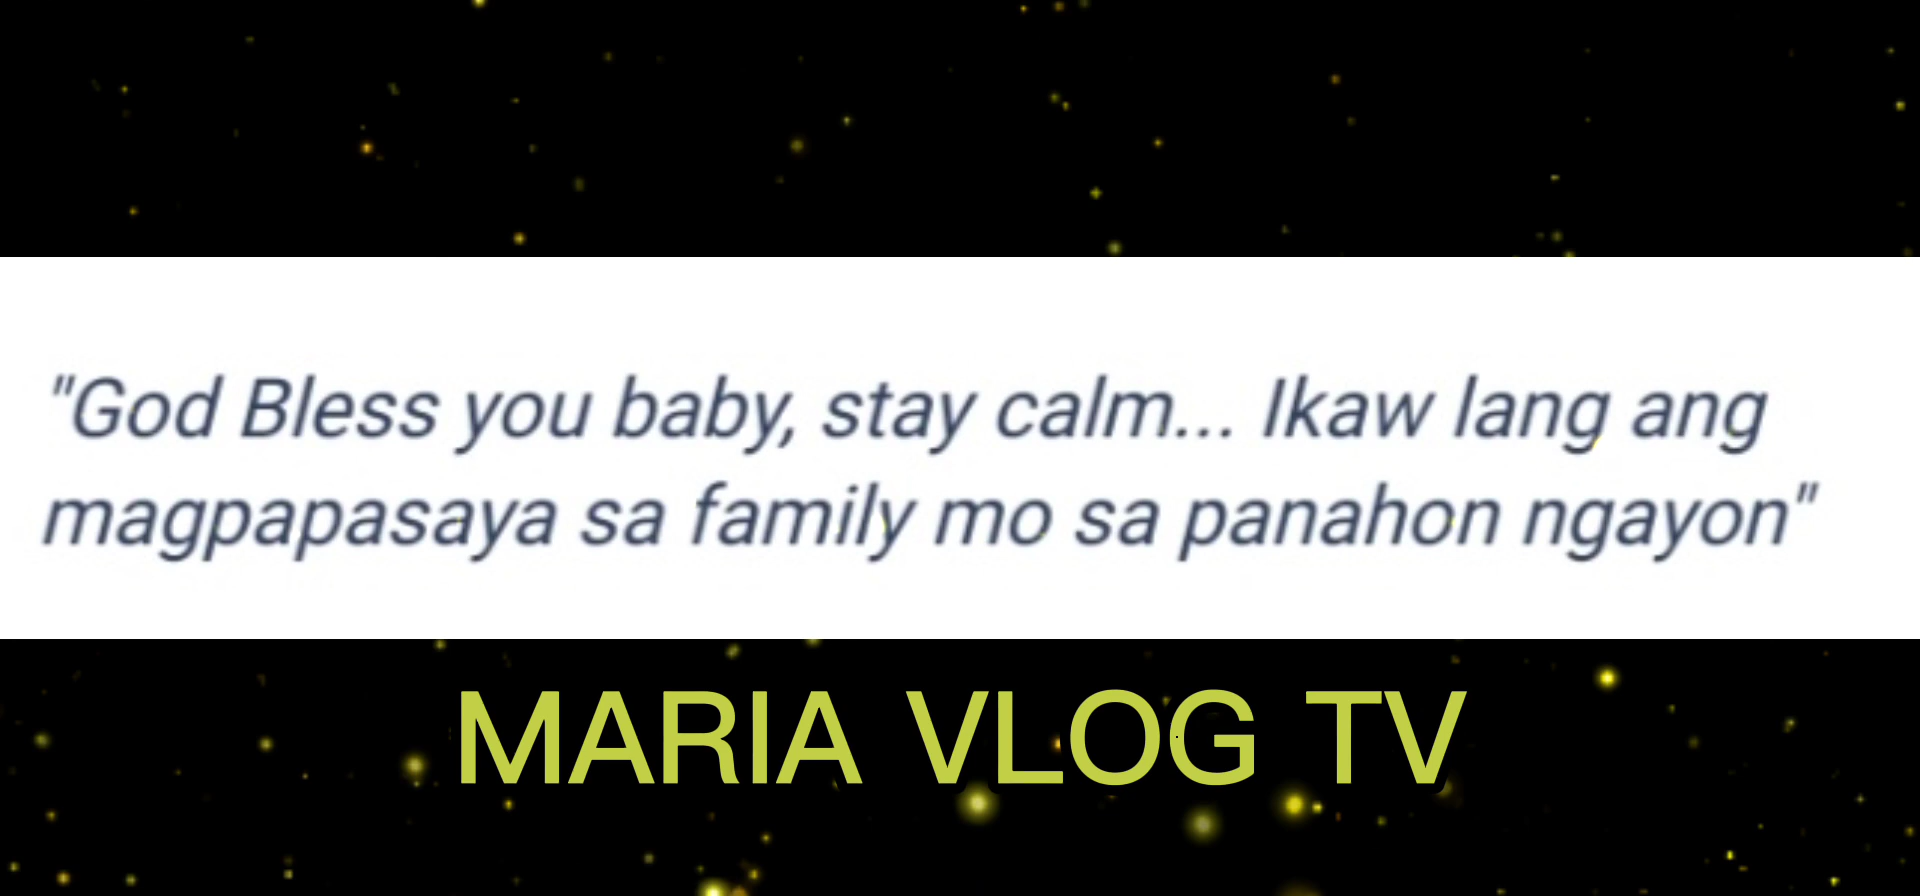 "God Bless you baby, stay calm... Ikaw lang ang
magpapasaya sa family mo sa panahon ngayon"
MARIA VLOG TV